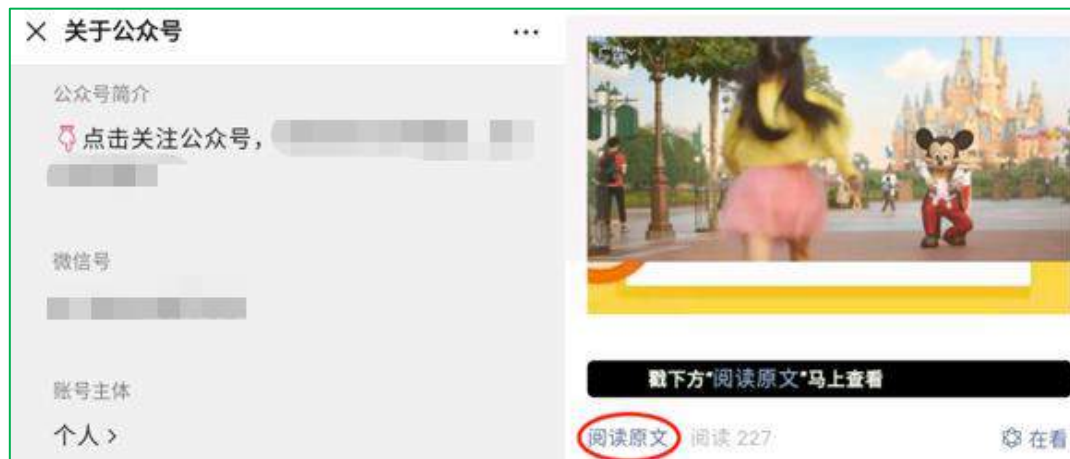 关于公众号
公众号简介
点击关注公众号，
微信号
账号主体
个人 >
戳下方"阅读原文"马上查看
阅读原文 阅读 227
在看